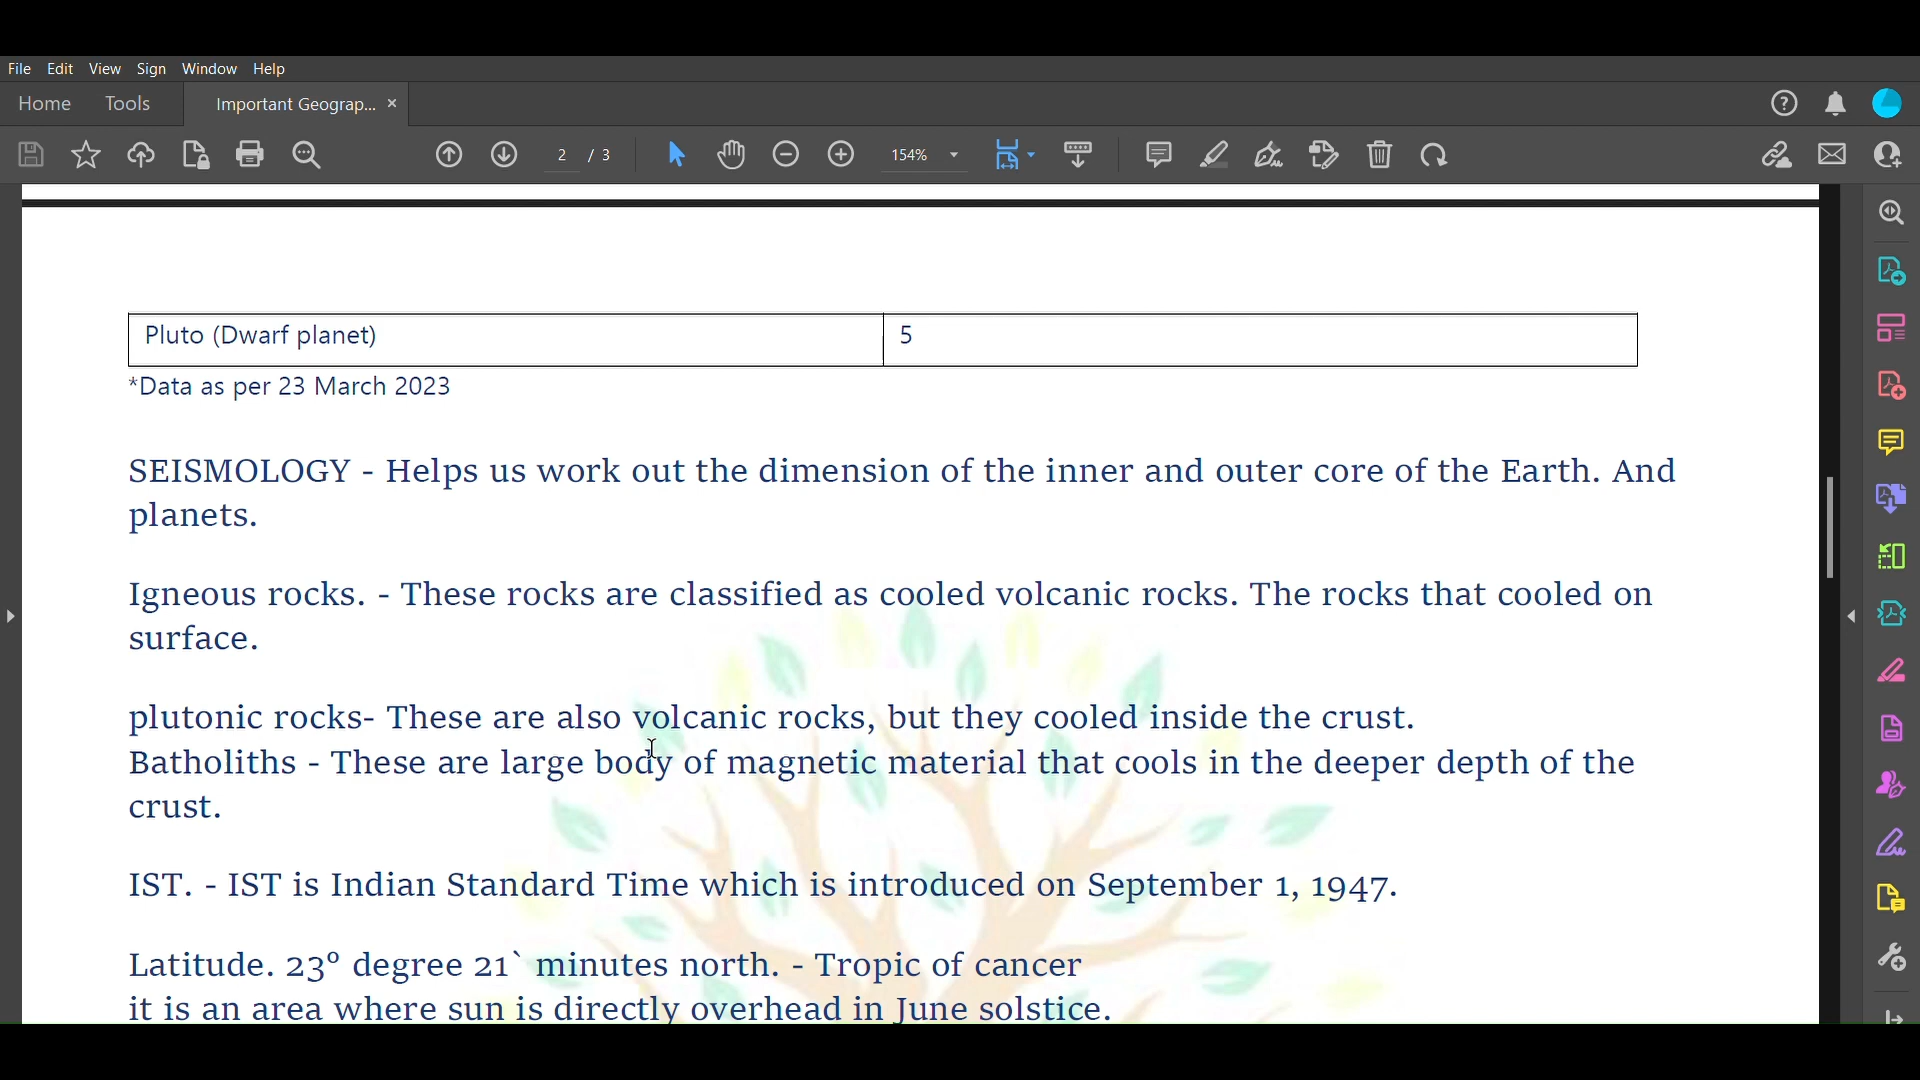 File Edit View Sign Window Help
Home Tools Important Geograp... ×
2 / 3 154%
Pluto (Dwarf planet) 5
*Data as per 23 March 2023
SEISMOLOGY - Helps us work out the dimension of the inner and outer core of the Earth. And
planets.
Igneous rocks. - These rocks are classified as cooled volcanic rocks. The rocks that cooled on
surface.
plutonic rocks- These are also volcanic rocks, but they cooled inside the crust.
Batholiths - These are large body of magnetic material that cools in the deeper depth of the
crust.
IST. - IST is Indian Standard Time which is introduced on September 1, 1947.
Latitude. 23° degree 21` minutes north. - Tropic of cancer
it is an area where sun is directly overhead in June solstice.